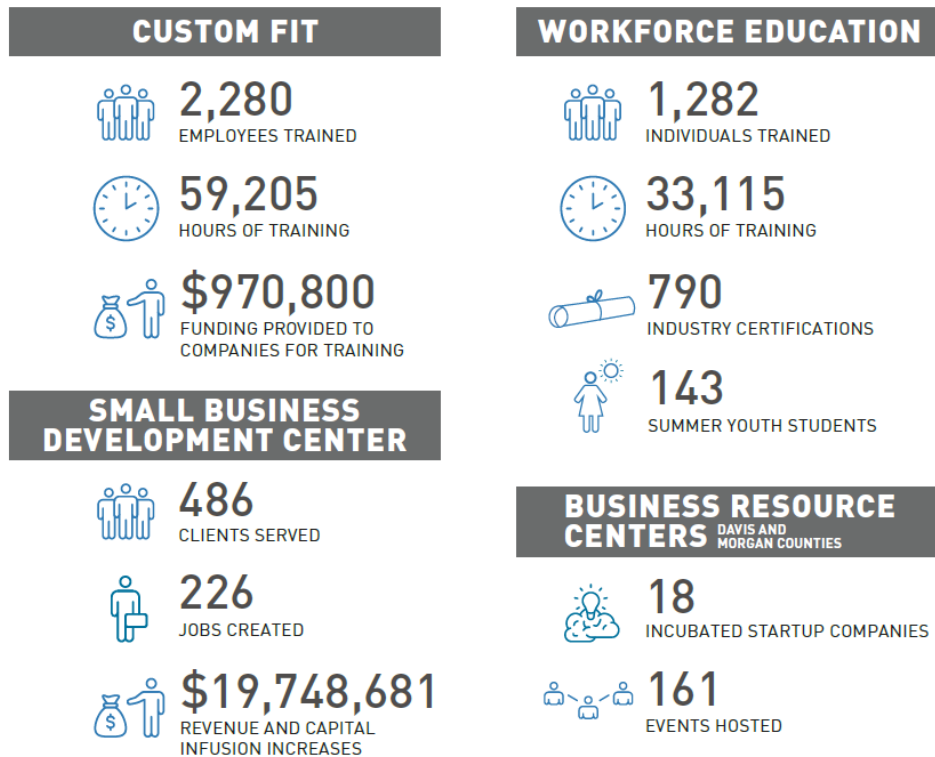 CUSTOM FIT
2,280
EMPLOYEES TRAINED
59,205
HOURS OF TRAINING
$970,800
FUNDING PROVIDED TO
COMPANIES FOR TRAINING
SMALL BUSINESS
DEVELOPMENT CENTER
486
CLIENTS SERVED
226
JOBS CREATED
$19,748,681
REVENUE AND CAPITAL
INFUSION INCREASES
WORKFORCE EDUCATION
1,282
INDIVIDUALS TRAINED
33,115
HOURS OF TRAINING
790
INDUSTRY CERTIFICATIONS
143
SUMMER YOUTH STUDENTS
BUSINESS RESOURCE
CENTERS DAVIS AND
MORGAN COUNTIES
18
INCUBATED STARTUP COMPANIES
161
EVENTS HOSTED